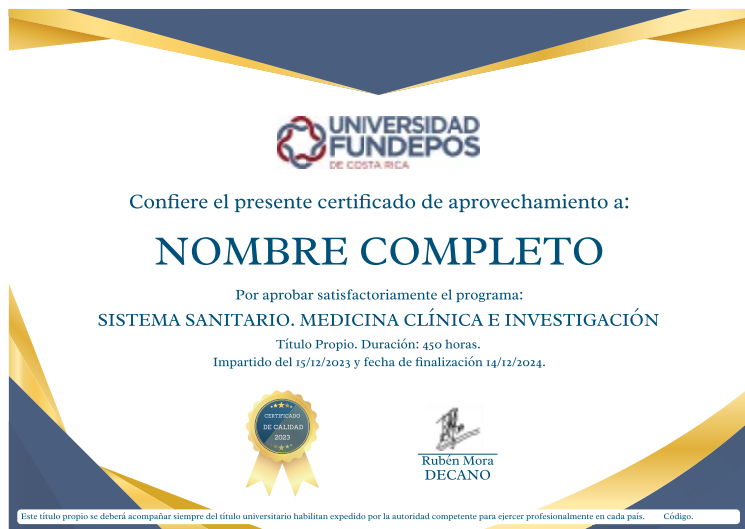 UNIVERSIDAD
FUNDEPOS
DE COSTA RICA
Confiere el presente certificado de aprovechamiento a:
NOMBRE COMPLETO
Por aprobar satisfactoriamente el programa:
SISTEMA SANITARIO. MEDICINA CLÍNICA E INVESTIGACIÓN
Título Propio. Duración: 450 horas.
Impartido del 15/12/2023 y fecha de finalización 14/12/2024.
CERTIFICADO
DE CALIDAD
2023
Rubén Mora
DECANO
Este título propio se deberá acompañar siempre del título universitario habilitan expedido por la autoridad competente para ejercer profesionalmente en cada país. Código.